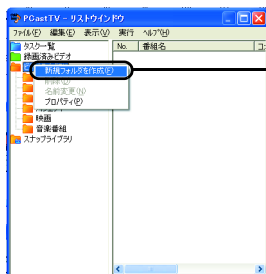 PCastTV - リストウィンドウ
ファイル(F) 編集(E) 表示(V) 実行 ヘルプ(H)
タスク一覧
No. 番組名
録画済みビデオ
新規フォルダを作成(F)
削除(D)
名前変更(N)
プロパティ(P)
映画
音楽番組
スナップライブラリ